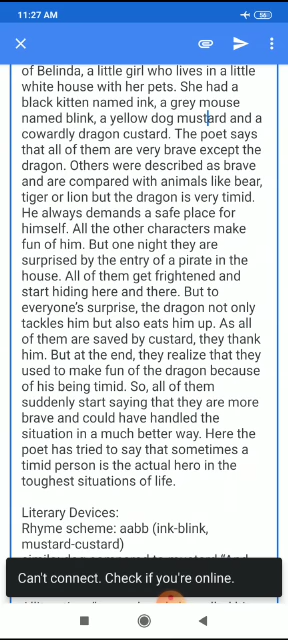 11:27 AM
56
of Belinda, a little girl who lives in a little
white house with her pets. She had a
black kitten named ink, a grey mouse
named blink, a yellow dog mustard and a
cowardly dragon custard. The poet says
that all of them are very brave except the
dragon. Others were described as brave
and are compared with animals like bear,
tiger or lion but the dragon is very timid.
He always demands a safe place for
himself. All the other characters make
fun of him. But one night they are
surprised by the entry of a pirate in the
house. All of them get frightened and
start hiding here and there. But to
everyone's surprise, the dragon not only
tackles him but also eats him up. As all
of them are saved by custard, they thank
him. But at the end, they realize that they
used to make fun of the dragon because
of his being timid. So, all of them
suddenly start saying that they are more
brave and could have handled the
situation in a much better way. Here the
poet has tried to say that sometimes a
timid person is the actual hero in the
toughest situations of life.
Literary Devices:
Rhyme scheme: aabb (ink-blink,
mustard-custard)
Can't connect. Check if you're online.